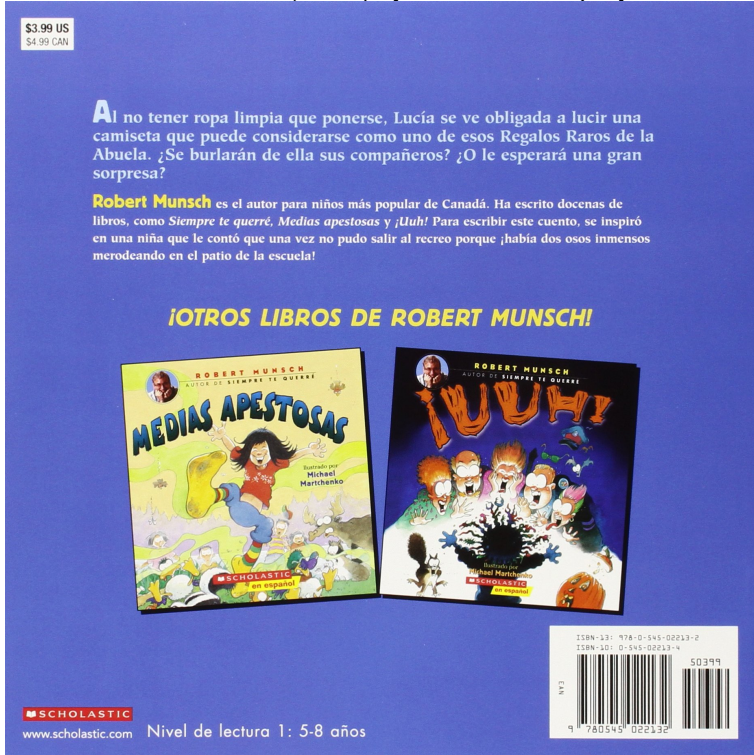 $3.99 US
$4.99 CAN
Al no tener ropa limpia que ponerse, Lucía se ve obligada a lucir una
camiseta que puede considerarse como uno de esos Regalos Raros de la
Abuela. ¿Se burlarán de ella sus compañeros? ¿O le esperará una gran
sorpresa?
Robert Munsch es el autor para niños más popular de Canadá. Ha escrito docenas de
libros, como Siempre te querré, Medias apestosas y ¡Uuh! Para escribir este cuento, se inspiró
en una niña que le contó que una vez no pudo salir al recreo porque ¡había dos osos inmensos
merodeando en el patio de la escuela!
¡OTROS LIBROS DE ROBERT MUNSCH!
ROBERT MUNSCH
AUTOR DE SIEMPRE TE QUERRÉ
MEDIAS APESTOSAS
Ilustrado por
Michael
Martchenko
SCHOLASTIC
en español
ROBERT MUNSCH
AUTOR DE SIEMPRE TE QUERRÉ
¡UUH!
Ilustrado por
Michael Martchenko
SCHOLASTIC
en español
ISBN-13: 978-0-545-02213-2
ISBN-10: 0-545-02213-4
50399
EAN
9 780545 022132
SCHOLASTIC
www.scholastic.com
Nivel de lectura 1: 5-8 años